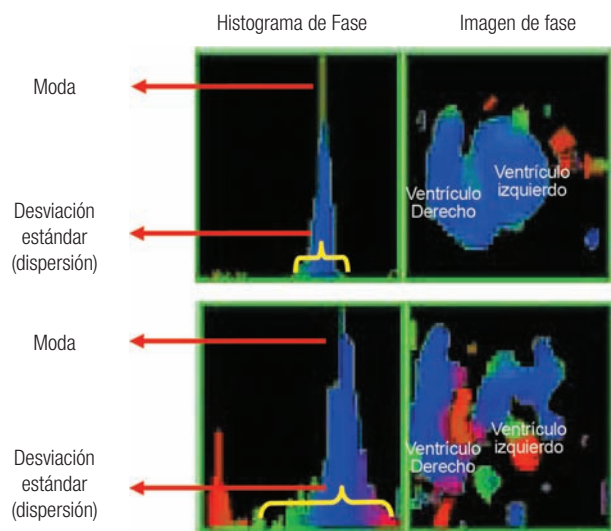 Histograma de Fase
Imagen de fase
Moda
Desviación
estándar
(dispersión)
Ventrículo
Derecho
Ventrículo
izquierdo
Moda
Desviación
estándar
(dispersión)
Ventrículo
Derecho
Ventrículo
izquierdo